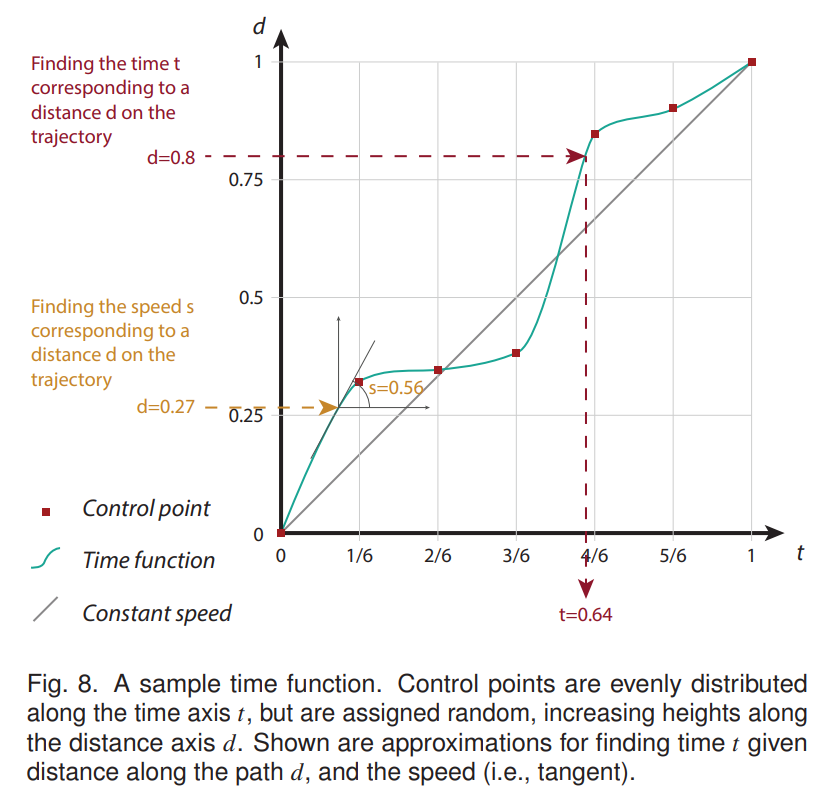 d
Finding the time t
corresponding to a
distance d on the
trajectory
d=0.8
1
0.75
0.5
Finding the speed s
corresponding to a
distance d on the
trajectory
d=0.27
s=0.56
0.25
0
0 1/6 2/6 3/6 4/6 5/6 1 t
t=0.64
Control point
Time function
Constant speed
Fig. 8. A sample time function. Control points are evenly distributed
along the time axis t, but are assigned random, increasing heights along
the distance axis d. Shown are approximations for finding time t given
distance along the path d, and the speed (i.e., tangent).